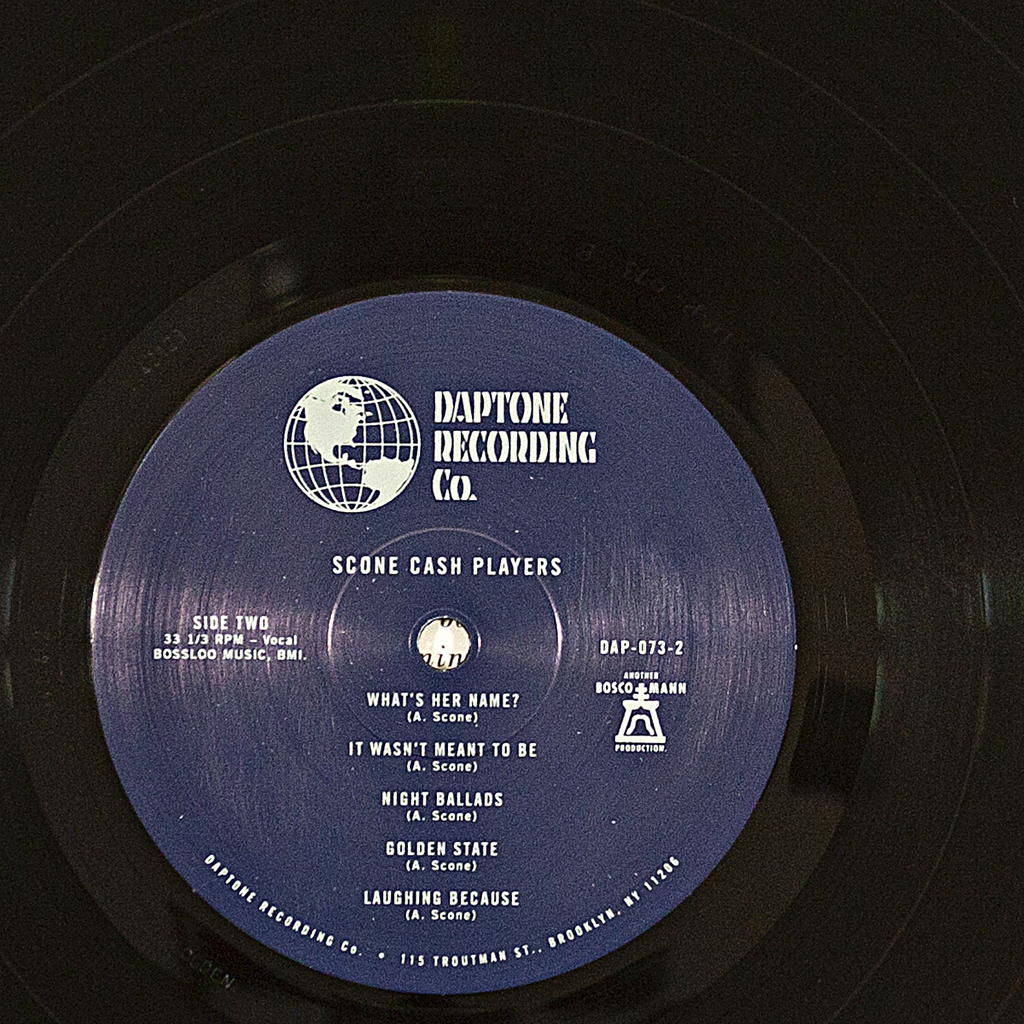 DAPTONE
RECORDING
Co.
SCONE CASH PLAYERS
SIDE TWO
33 1/3 RPM – Vocal
BOSSLOO MUSIC, BMI.
DAP-073-2
ANOTHER
BOSCO MANN
PRODUCTION.
WHAT'S HER NAME?
(A. Scone)
IT WASN'T MEANT TO BE
(A. Scone)
NIGHT BALLADS
(A. Scone)
GOLDEN STATE
(A. Scone)
LAUGHING BECAUSE
(A. Scone)
DAPTONE RECORDING Co. • 115 TROUTMAN ST., BROOKLYN, NY 11206